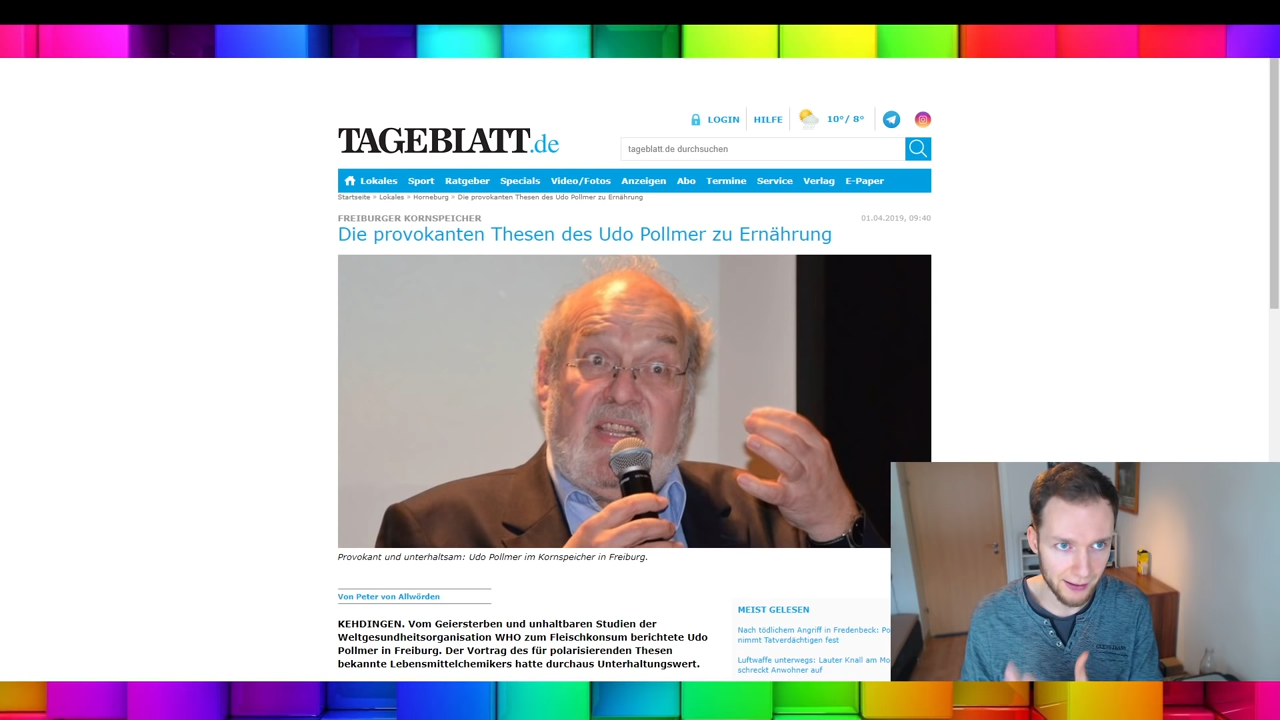 LOGIN HILFE 10°/ 8°
TAGEBLATT.de
tageblatt.de durchsuchen
Lokales Sport Ratgeber Specials Video/Fotos Anzeigen Abo Termine Service Verlag E-Paper
Startseite » Lokales » Horneburg » Die provokanten Thesen des Udo Pollmer zu Ernährung
FREIBURGER KORNSPEICHER 01.04.2019, 09:40
Die provokanten Thesen des Udo Pollmer zu Ernährung
Provokant und unterhaltsam: Udo Pollmer im Kornspeicher in Freiburg.
Von Peter von Allwörden
KEHDINGEN. Vom Geiersterben und unhaltbaren Studien der
Weltgesundheitsorganisation WHO zum Fleischkonsum berichtete Udo
Pollmer in Freiburg. Der Vortrag des für polarisierenden Thesen
bekannte Lebensmittelchemikers hatte durchaus Unterhaltungswert.
MEIST GELESEN
Nach tödlichem Angriff in Fredenbeck: Po
nimmt Tatverdächtigen fest
Luftwaffe unterwegs: Lauter Knall am Mo
schreckt Anwohner auf